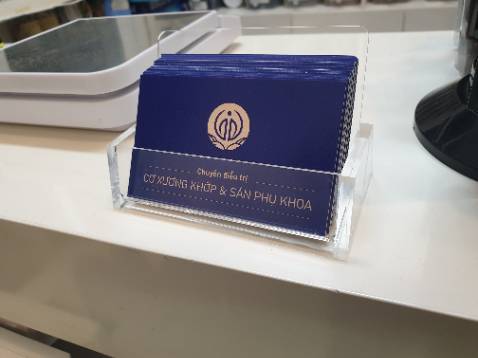 Chuyên điều trị
CƠ XƯƠNG KHỚP & SẢN PHỤ KHOA